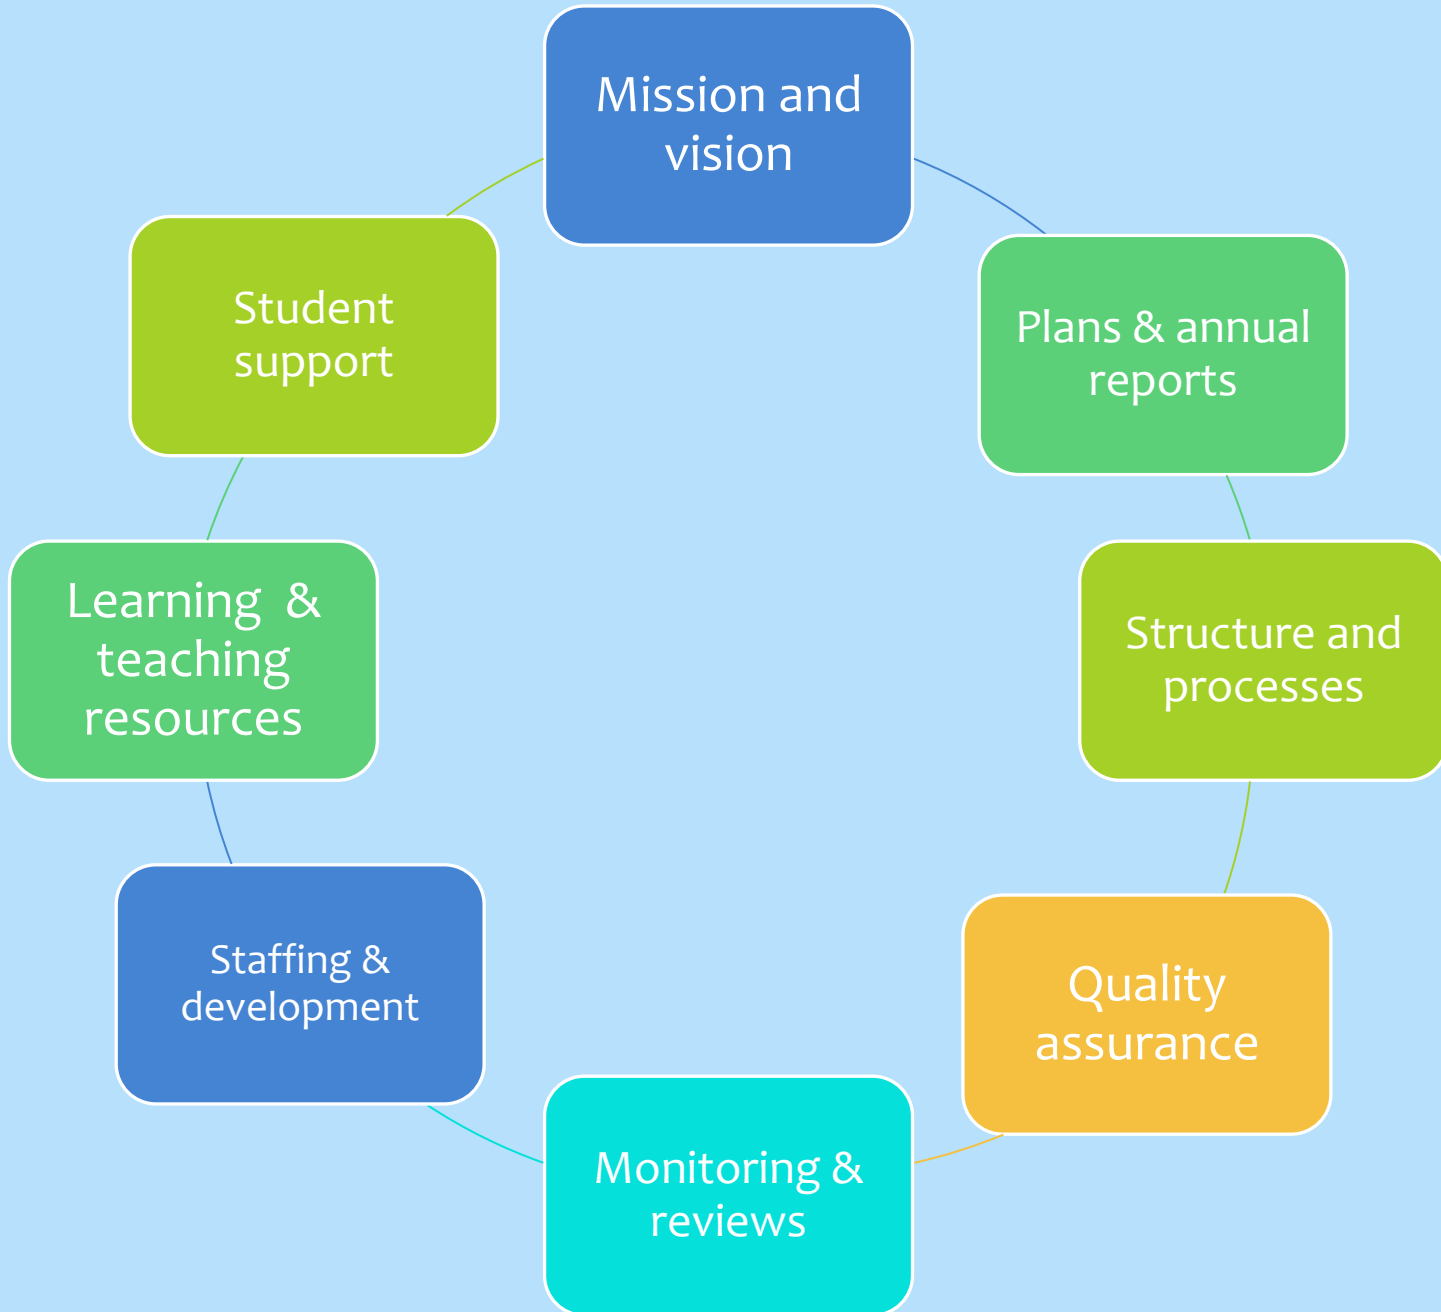 Mission and
vision
Plans & annual
reports
Structure and
processes
Quality
assurance
Monitoring &
reviews
Staffing &
development
Learning  &
teaching
resources
Student
support